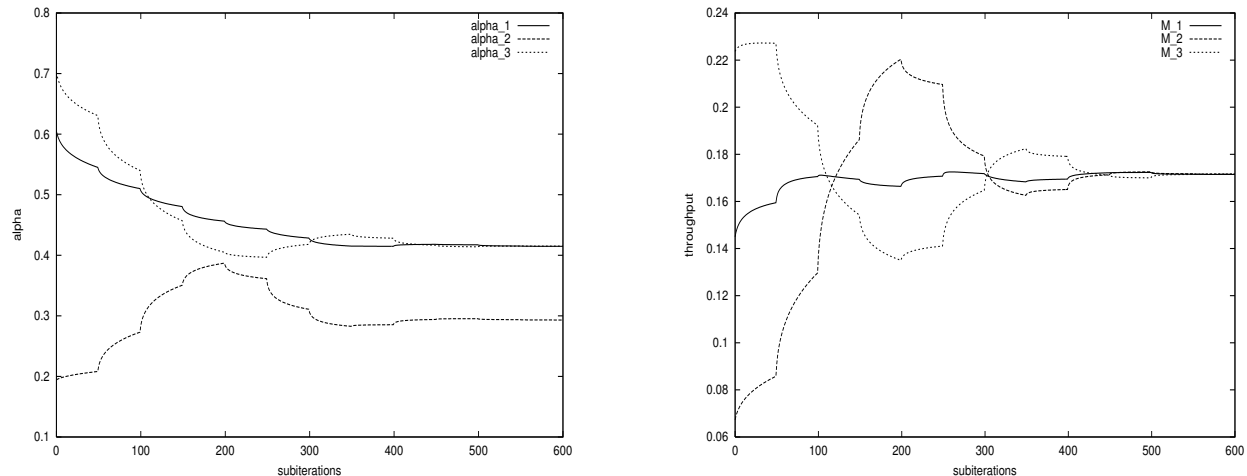 0.8
0.7
0.6
0.5
0.4
0.3
0.2
0.1
alpha
0 100 200 300 400 500 600
subiterations
alpha_1
alpha_2
alpha_3
0.24
0.22
0.2
0.18
0.16
0.14
0.12
0.1
0.08
0.06
throughput
0 100 200 300 400 500 600
subiterations
M_1
M_2
M_3